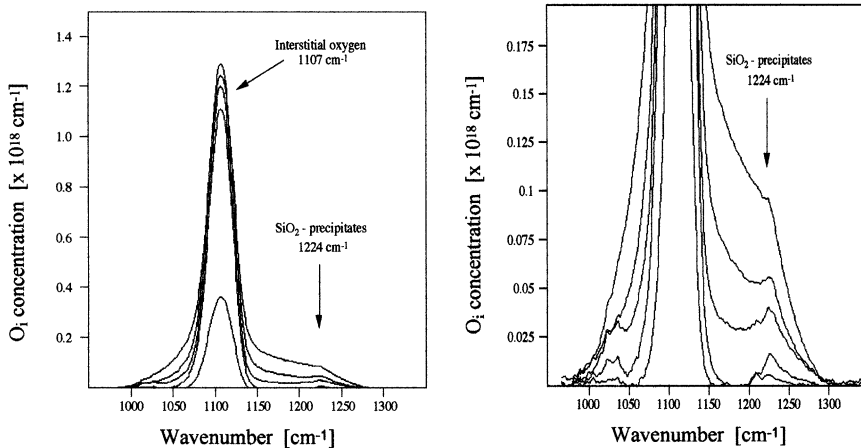 1.4
1.2
1.0
0.8
0.6
0.4
0.2
Interstitial oxygen
1107 cm-1
SiO2 - precipitates
1224 cm-1
1000 1050 1100 1150 1200 1250 1300
Wavenumber [cm-1]
Oi concentration [x 1018 cm-1]
0.175
0.15
0.125
0.1
0.075
0.05
0.025
SiO2 - precipitates
1224 cm-1
1000 1050 1100 1150 1200 1250 1300
Wavenumber [cm-1]
Oi concentration [x 1018 cm-1]